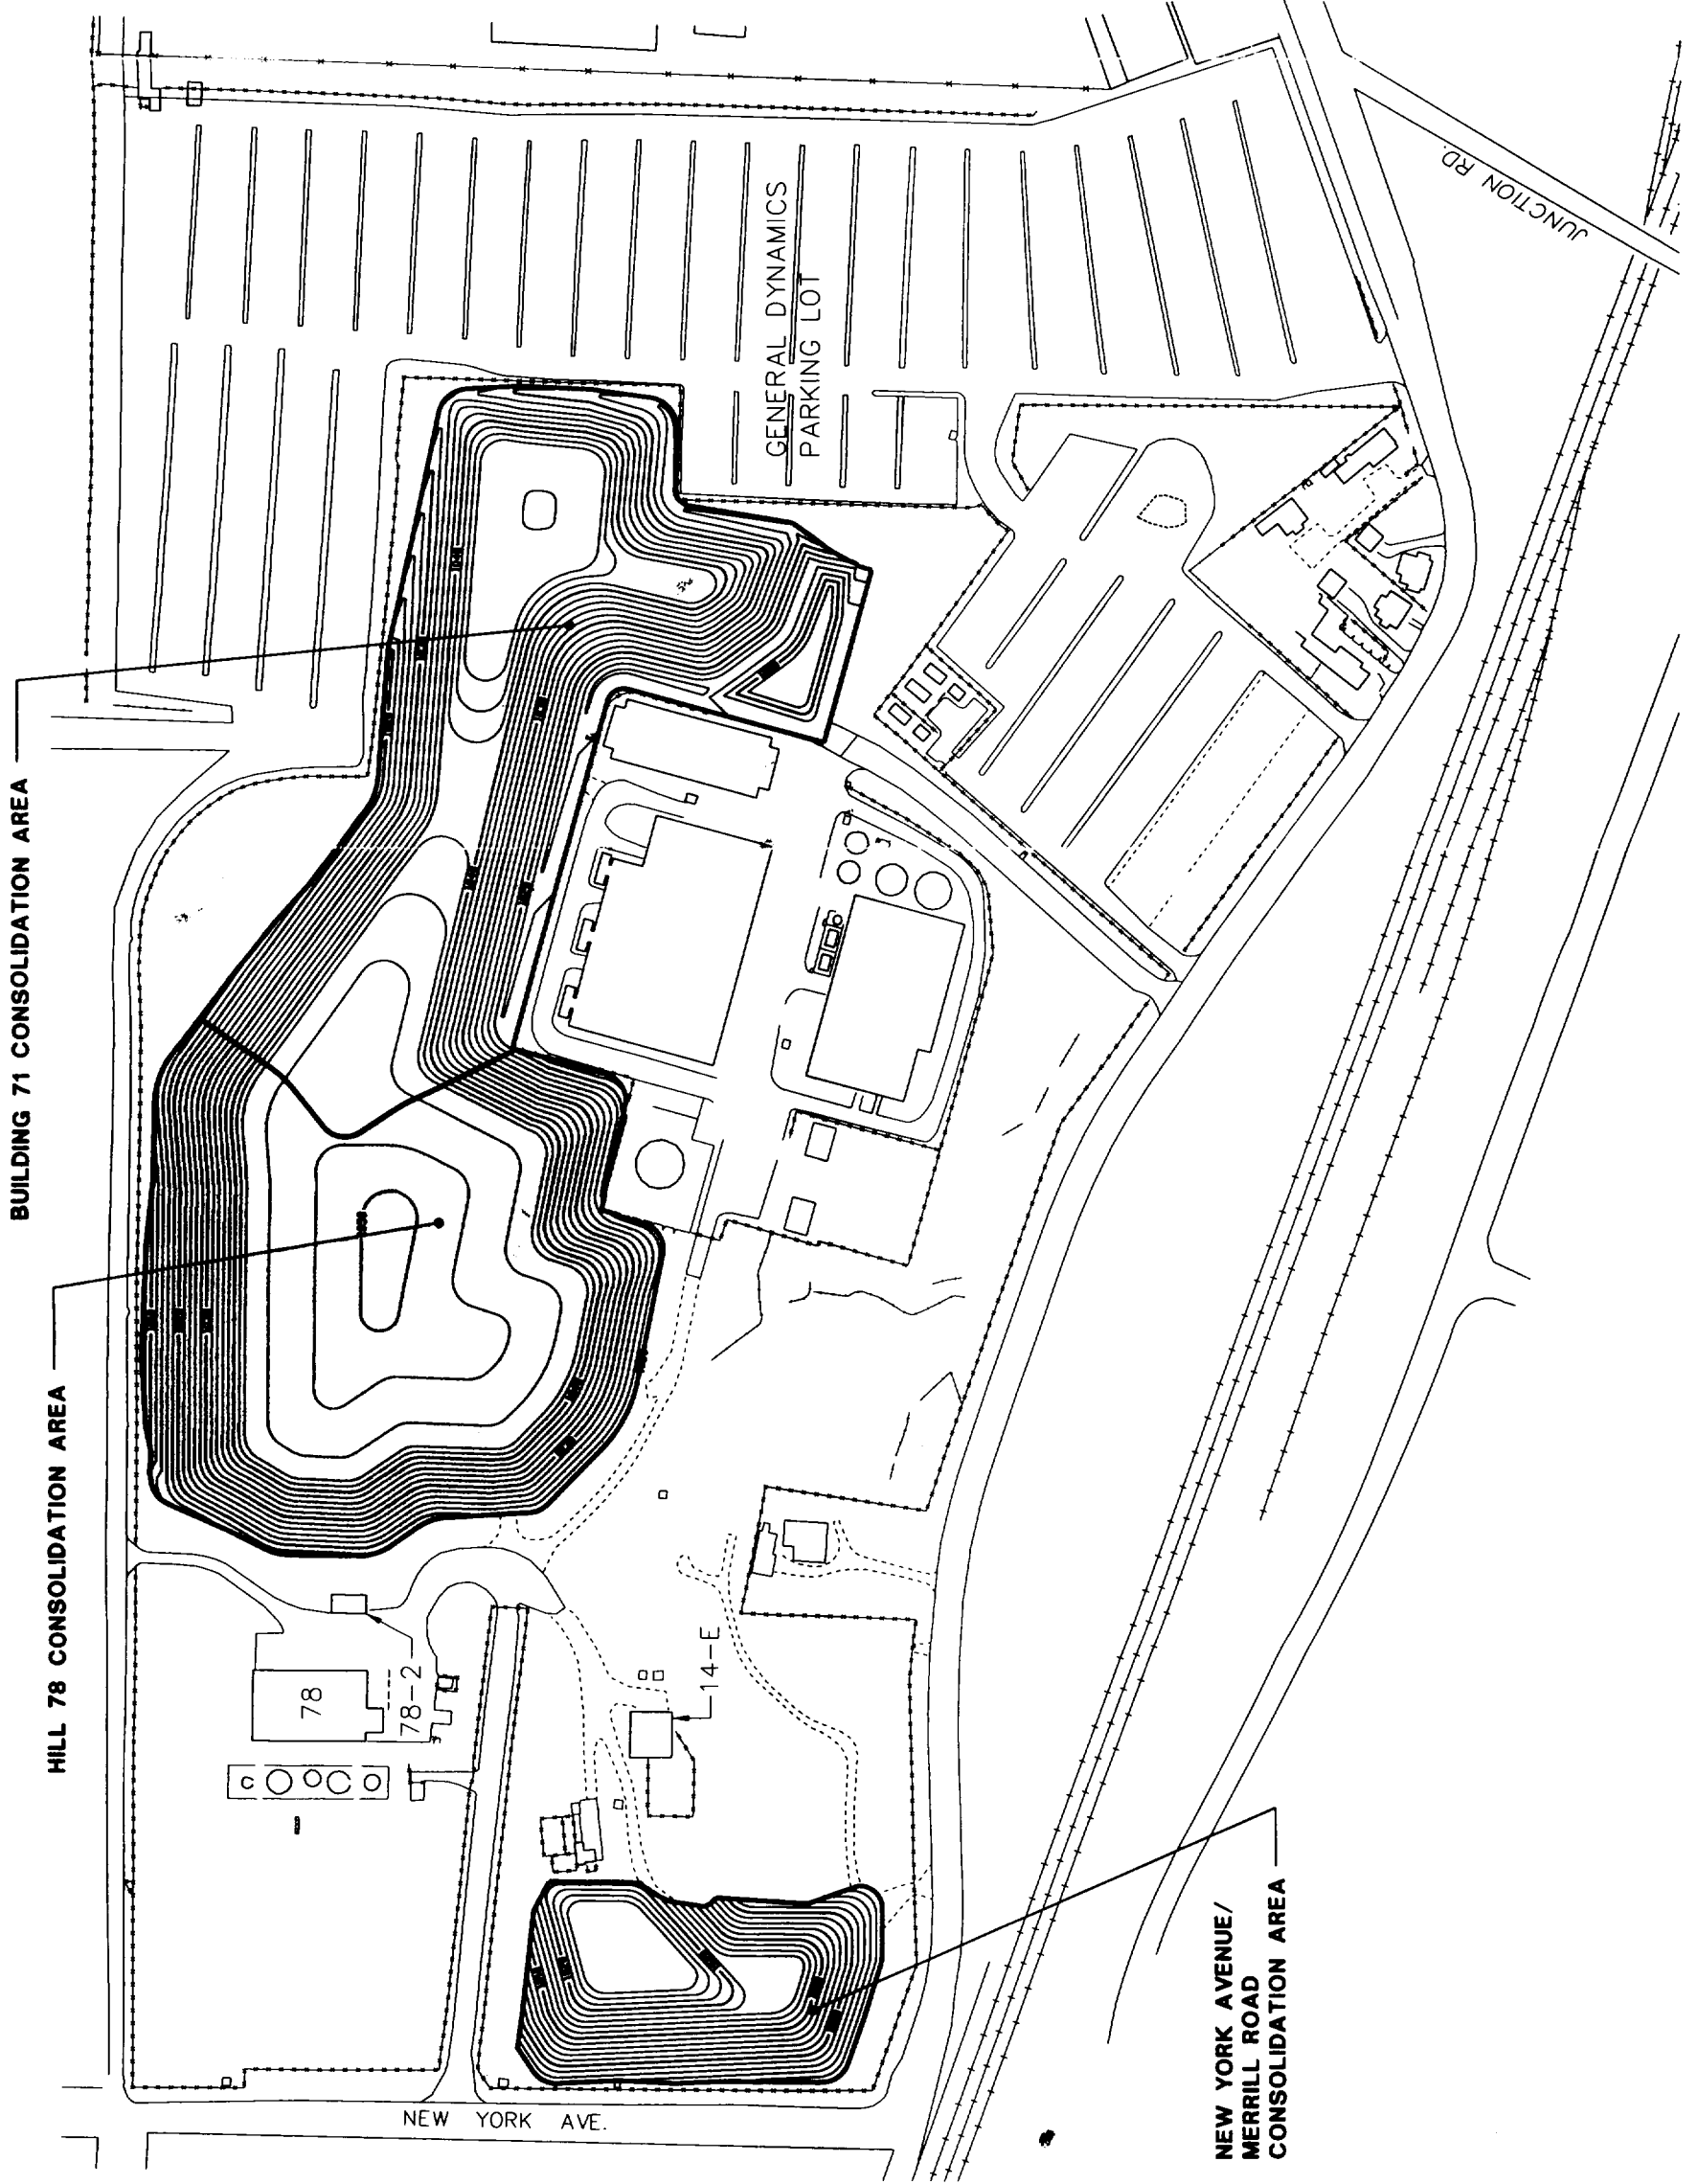 BUILDING 71 CONSOLIDATION AREA
HILL 78 CONSOLIDATION AREA
GENERAL DYNAMICS
PARKING LOT
JUNCTION RD.
78
78-2
14-E
NEW YORK AVE.
NEW YORK AVENUE/
MERRILL ROAD
CONSOLIDATION AREA